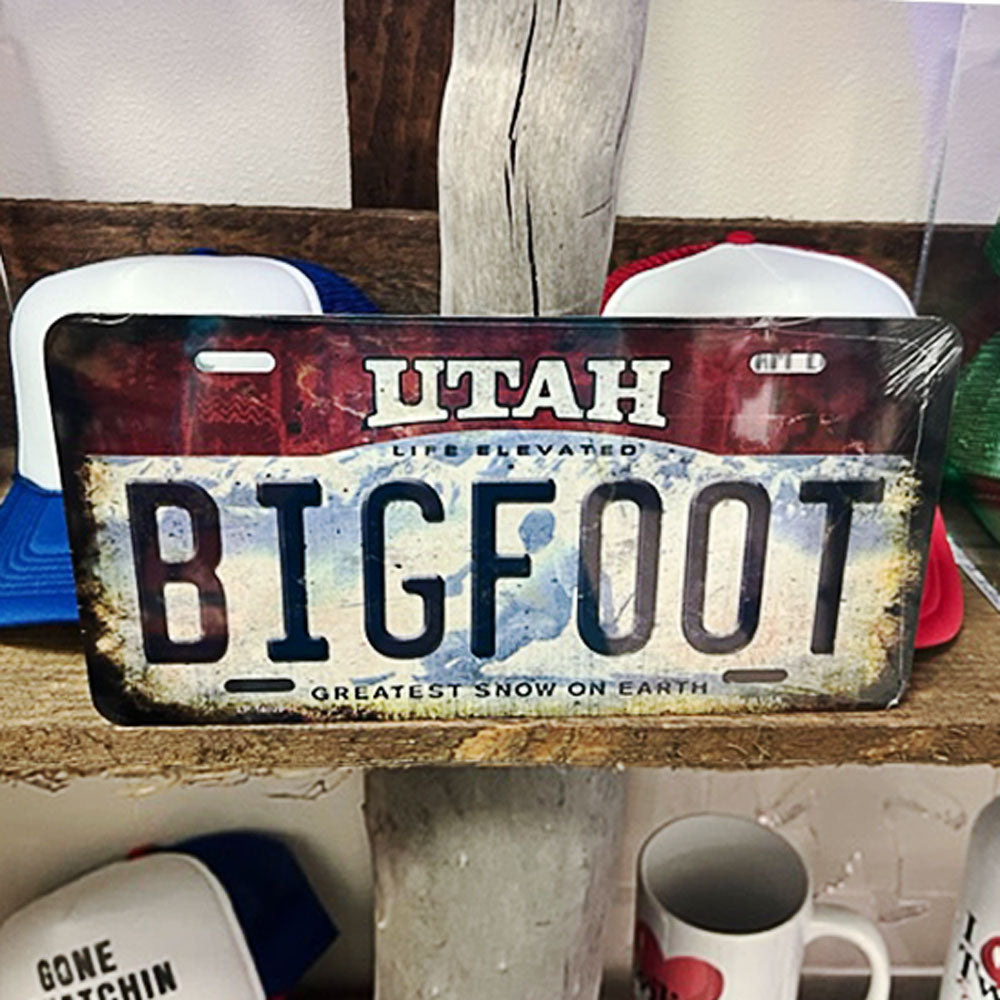 UTAH
LIFE ELEVATED
BIGFOOT
GREATEST SNOW ON EARTH
GONE
I